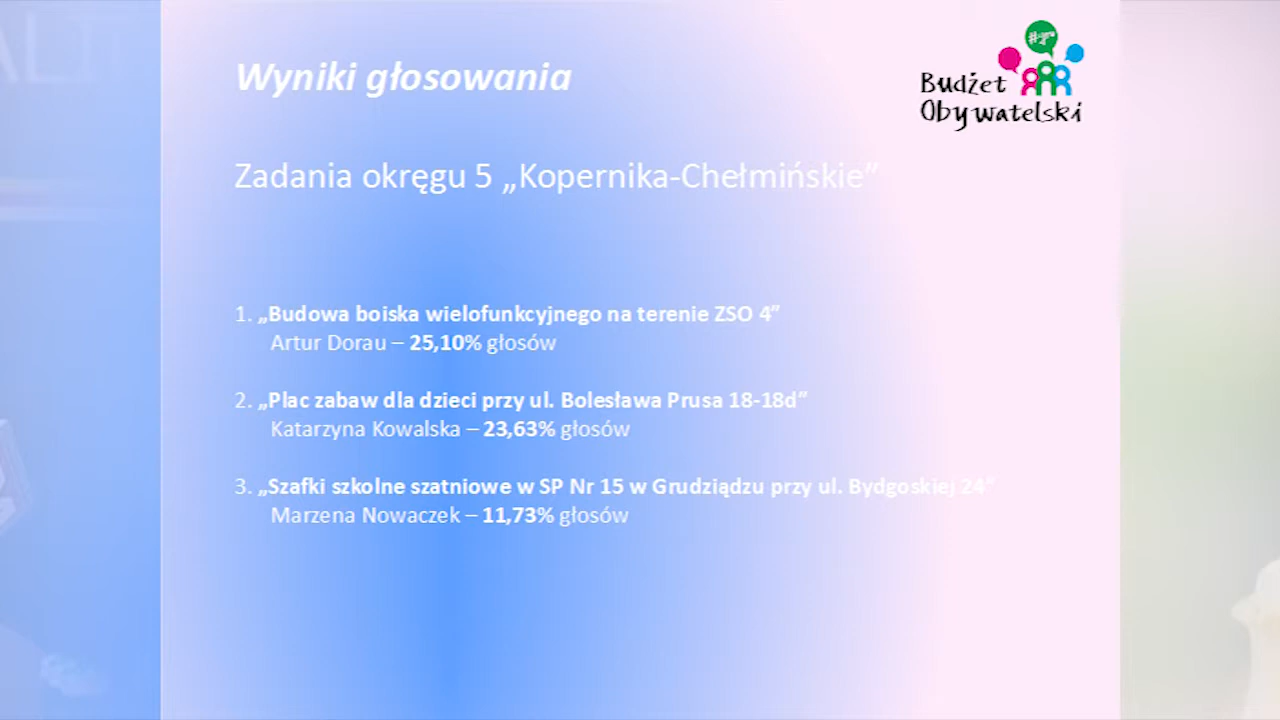 Wyniki głosowania
#gru
Budżet
Obywatelski
Zadania okręgu 5 „Kopernika-Chełmińskie”
1. „Budowa boiska wielofunkcyjnego na terenie ZSO 4”
Artur Dorau – 25,10% głosów
2. „Plac zabaw dla dzieci przy ul. Bolesława Prusa 18-18d”
Katarzyna Kowalska – 23,63% głosów
3. „Szafki szkolne szatniowe w SP Nr 15 w Grudziądzu przy ul. Bydgoskiej 24”
Marzena Nowaczek – 11,73% głosów